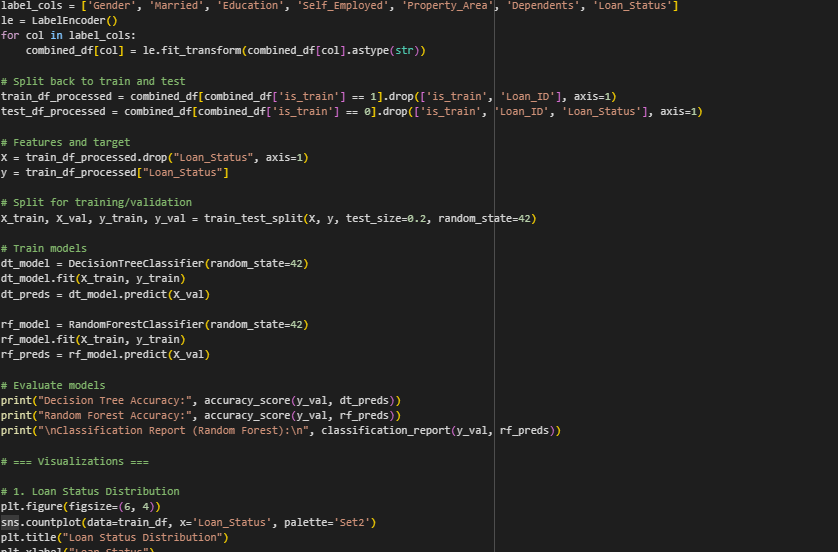 label_cols = ['Gender', 'Married', 'Education', 'Self_Employed', 'Property_Area', 'Dependents', 'Loan_Status']
le = LabelEncoder()
for col in label_cols:
    combined_df[col] = le.fit_transform(combined_df[col].astype(str))

# Split back to train and test
train_df_processed = combined_df[combined_df['is_train'] == 1].drop(['is_train', 'Loan_ID'], axis=1)
test_df_processed = combined_df[combined_df['is_train'] == 0].drop(['is_train', 'Loan_ID', 'Loan_Status'], axis=1)

# Features and target
X = train_df_processed.drop("Loan_Status", axis=1)
y = train_df_processed["Loan_Status"]

# Split for training/validation
X_train, X_val, y_train, y_val = train_test_split(X, y, test_size=0.2, random_state=42)

# Train models
dt_model = DecisionTreeClassifier(random_state=42)
dt_model.fit(X_train, y_train)
dt_preds = dt_model.predict(X_val)

rf_model = RandomForestClassifier(random_state=42)
rf_model.fit(X_train, y_train)
rf_preds = rf_model.predict(X_val)

# Evaluate models
print("Decision Tree Accuracy:", accuracy_score(y_val, dt_preds))
print("Random Forest Accuracy:", accuracy_score(y_val, rf_preds))
print("\nClassification Report (Random Forest):\n", classification_report(y_val, rf_preds))

# === Visualizations ===

# 1. Loan Status Distribution
plt.figure(figsize=(6, 4))
sns.countplot(data=train_df, x='Loan_Status', palette='Set2')
plt.title("Loan Status Distribution")
plt.xlabel("Loan Status")